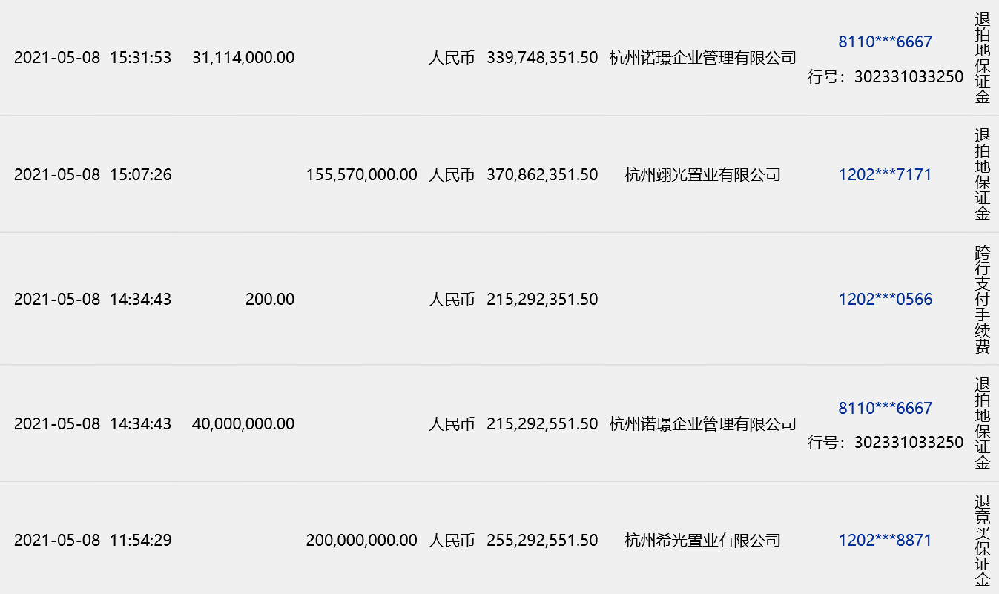 2021-05-08 15:31:53 31,114,000.00 人民币 339,748,351.50 杭州诺璟企业管理有限公司 8110***6667
行号：302331033250
退拍地保证金
2021-05-08 15:07:26 155,570,000.00 人民币 370,862,351.50 杭州翊光置业有限公司 1202***7171
退拍地保证金
2021-05-08 14:34:43 200.00 人民币 215,292,351.50 1202***0566
跨行支付手续费
2021-05-08 14:34:43 40,000,000.00 人民币 215,292,551.50 杭州诺璟企业管理有限公司 8110***6667
行号：302331033250
退拍地保证金
2021-05-08 11:54:29 200,000,000.00 人民币 255,292,551.50 杭州希光置业有限公司 1202***8871
退竞买保证金